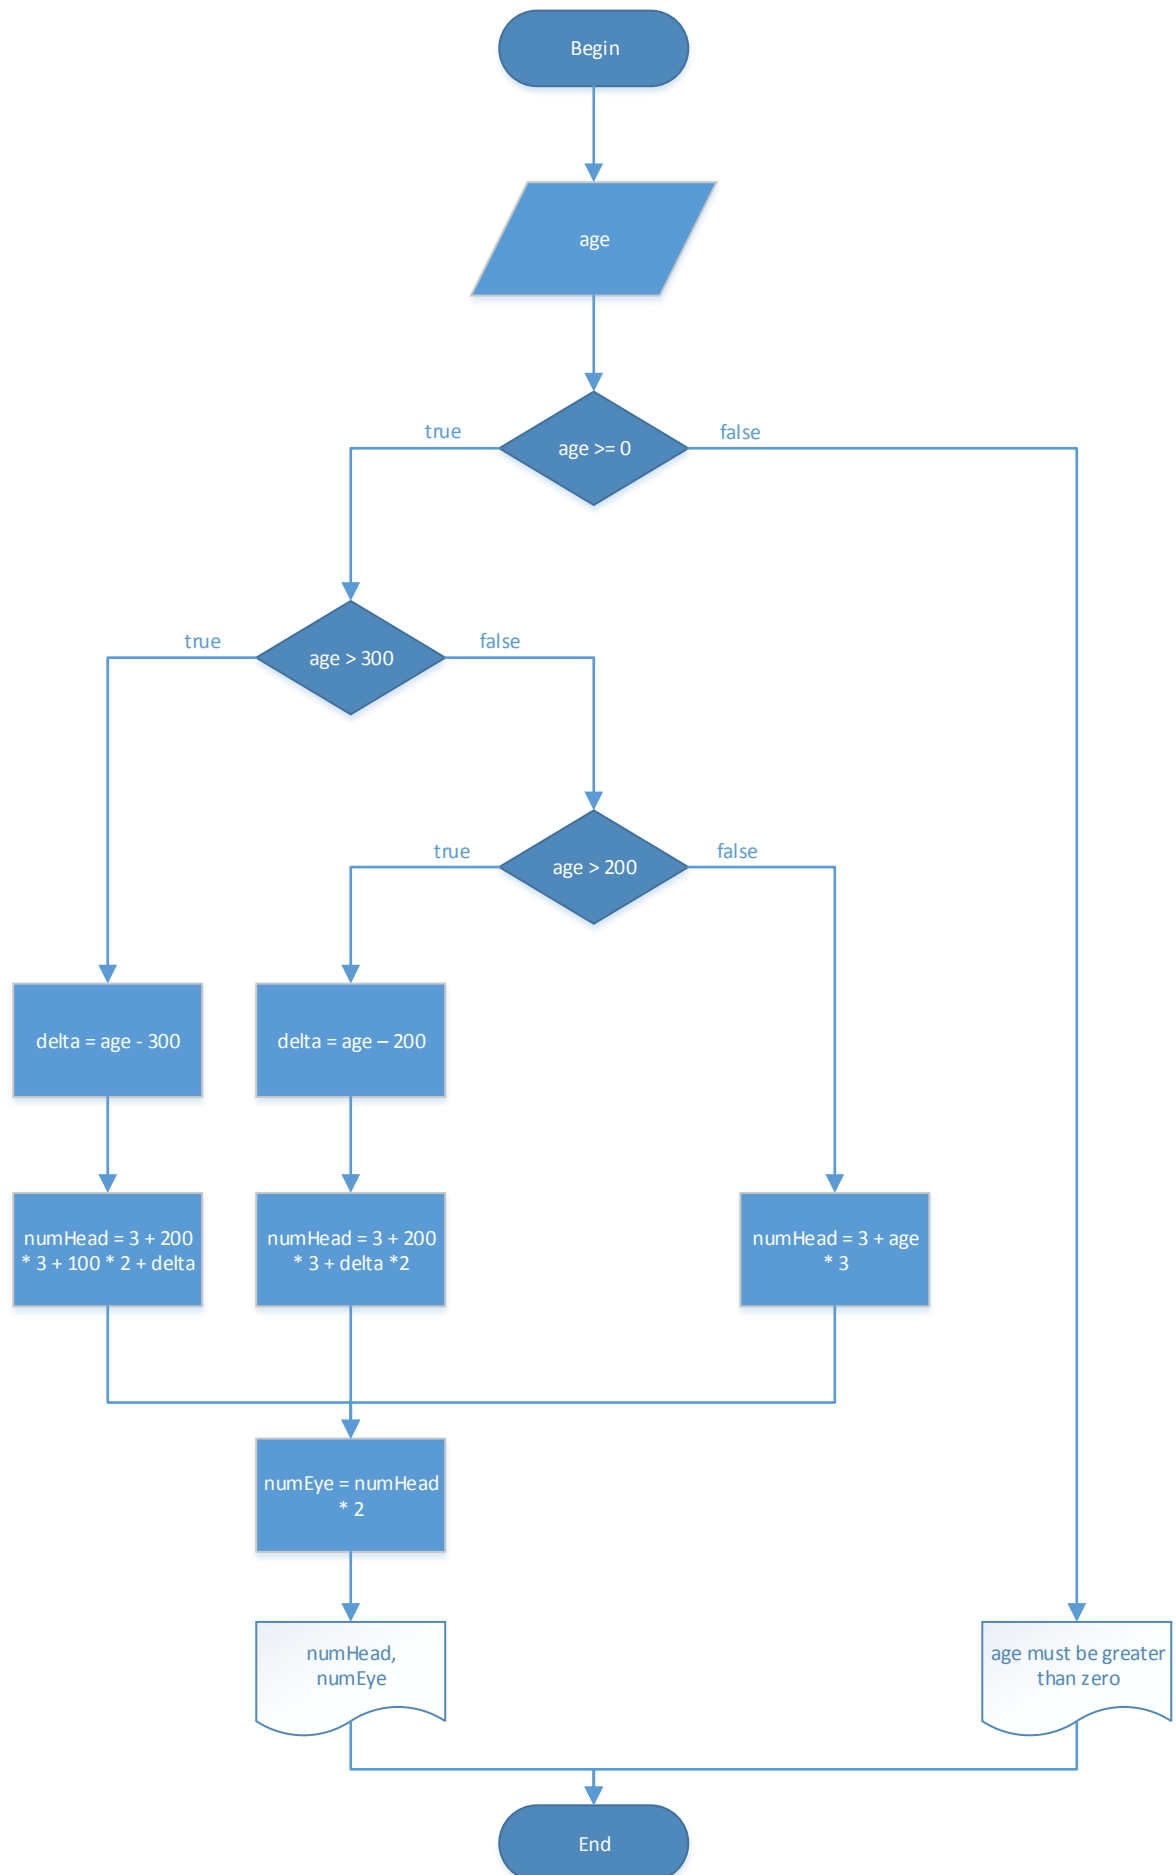 Begin
age
true
age >= 0
false
true
age > 300
false
true
age > 200
false
delta = age - 300
delta = age – 200
numHead = 3 + 200
* 3 + 100 * 2 + delta
numHead = 3 + 200
* 3 + delta *2
numHead = 3 + age
* 3
numEye = numHead
* 2
numHead,
numEye
age must be greater
than zero
End